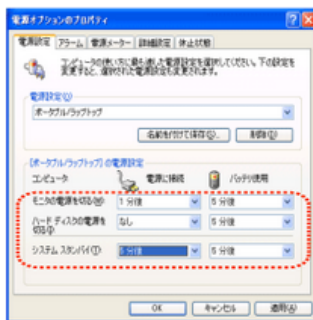 電源オプションのプロパティ
電源設定 アラーム 電源メーター 詳細設定 休止状態
コンピュータの使い方に最も適した電源設定を選択してください。下の設定を
変更すると、選択された電源設定も変更されます。
電源設定(C)
ポータブル/ラップトップ
名前を付けて保存(S)... 削除(D)
[ポータブル/ラップトップ] の電源設定
コンピュータ 電源に接続 バッテリ使用
モニタの電源を切る(M) 1 分後 5 分後
ハード ディスクの電源を なし 5 分後
切る(I)
システム スタンバイ(T) 5 分後 5 分後
OK キャンセル 適用(A)